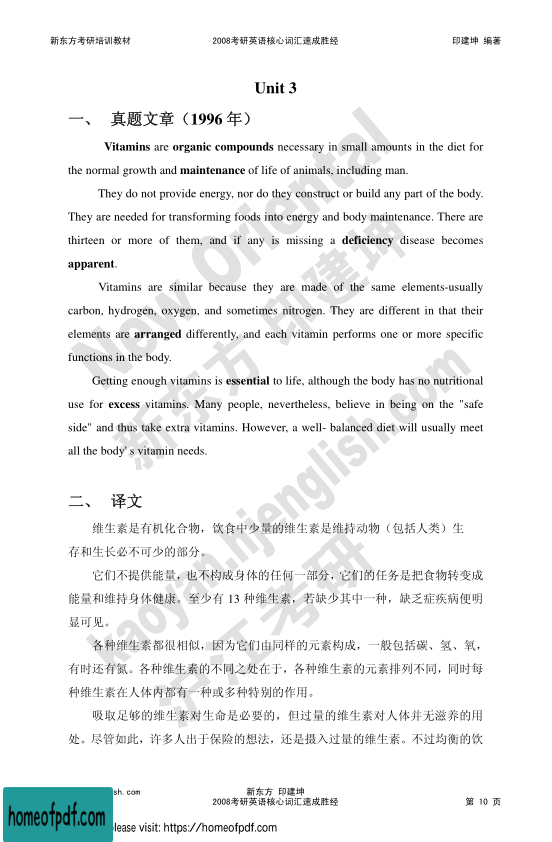 新东方考研培训教材 2008考研英语核心词汇速成胜经 印建坤 编著
Unit 3
一、 真题文章（1996 年）
Vitamins are organic compounds necessary in small amounts in the diet for
the normal growth and maintenance of life of animals, including man.
They do not provide energy, nor do they construct or build any part of the body.
They are needed for transforming foods into energy and body maintenance. There are
thirteen or more of them, and if any is missing a deficiency disease becomes
apparent.
Vitamins are similar because they are made of the same elements-usually
carbon, hydrogen, oxygen, and sometimes nitrogen. They are different in that their
elements are arranged differently, and each vitamin performs one or more specific
functions in the body.
Getting enough vitamins is essential to life, although the body has no nutritional
use for excess vitamins. Many people, nevertheless, believe in being on the "safe
side" and thus take extra vitamins. However, a well- balanced diet will usually meet
all the body' s vitamin needs.
二、 译文
维生素是有机化合物，饮食中少量的维生素是维持动物（包括人类）生
存和生长必不可少的部分。
它们不提供能量，也不构成身体的任何一部分，它们的任务是把食物转变成
能量和维持身体健康。至少有 13 种维生素，若缺少其中一种，缺乏症疾病便明
显可见。
各种维生素都很相似，因为它们由同样的元素构成，一般包括碳、氢、氧，
有时还有氮。各种维生素的不同之处在于，各种维生素的元素排列不同，同时每
种维生素在人体内都有一种或多种特别的作用。
吸取足够的维生素对生命是必要的，但过量的维生素对人体并无滋养的用
处。尽管如此，许多人出于保险的想法，还是摄入过量的维生素。不过均衡的饮
New Oriental
新东方 印建坤
kaoyan.hjenglish.com
沪江考研
sh.com 新东方 印建坤
2008考研英语核心词汇速成胜经 第 10 页
homeofpdf.com
please visit: https://homeofpdf.com